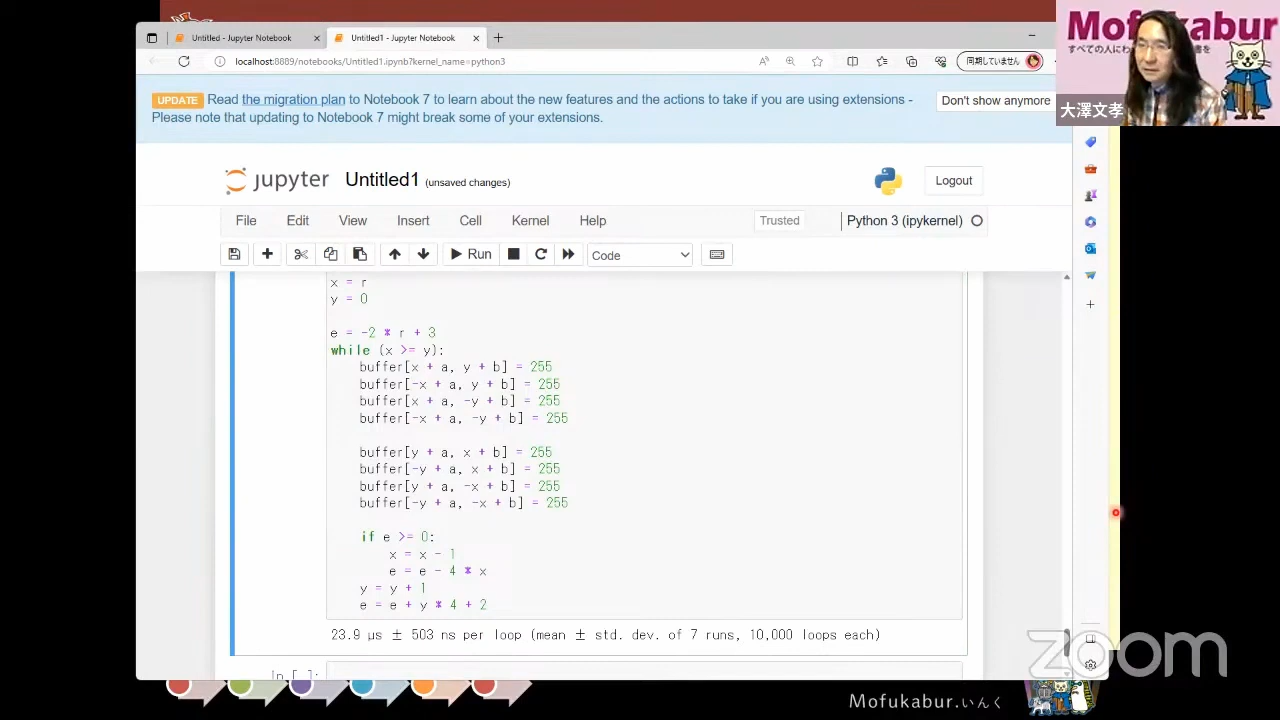 Mofukabur
大澤文孝
Untitled - Jupyter Notebook
Untitled1 - Jupyter Notebook
localhost:8889/notebooks/Untitled1.ipynb?kernel_name=python3
同期していません
UPDATE Read the migration plan to Notebook 7 to learn about the new features and the actions to take if you are using extensions -
Please note that updating to Notebook 7 might break some of your extensions.
Don't show anymore
jupyter Untitled1 (unsaved changes)
Logout
File Edit View Insert Cell Kernel Help
Trusted
Python 3 (ipykernel)
Run
Code
x = r
y = 0
e = -2 * r + 3
while (x >= y):
buffer[x + a, y + b] = 255
buffer[-x + a, y + b] = 255
buffer[x + a, -y + b] = 255
buffer[-x + a, -y + b] = 255
buffer[y + a, x + b] = 255
buffer[-y + a, x + b] = 255
buffer[y + a, -x + b] = 255
buffer[-y + a, -x + b] = 255
if e >= 0:
x = x - 1
e = e - 4 * x
y = y + 1
e = e + y * 4 + 2
23.9 µs ± 503 ns per loop (mean ± std. dev. of 7 runs, 10,000 loops each)
In [ ]:
zoom
Mofukabur.いんく